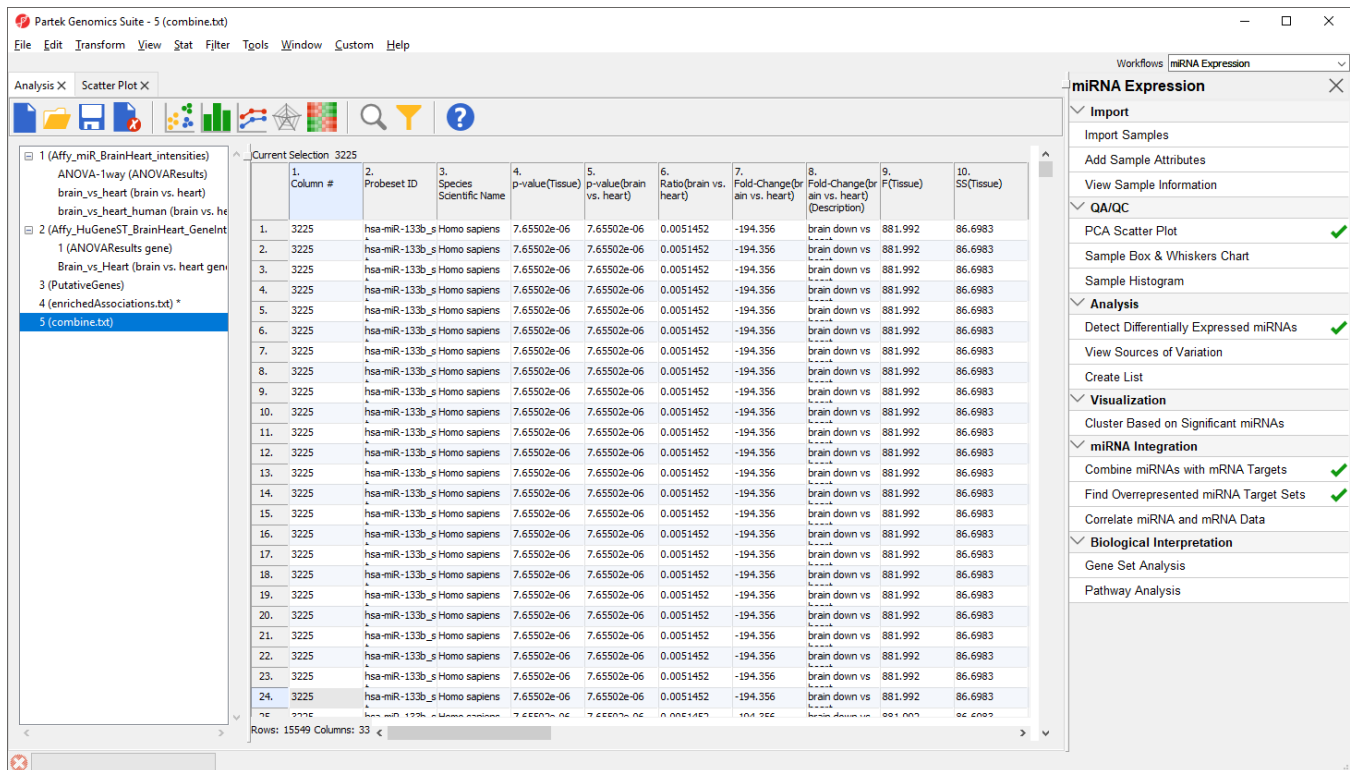 Partek Genomics Suite - 5 (combine.txt)
File Edit Transform View Stat Filter Tools Window Custom Help
Workflows miRNA Expression
Analysis X Scatter Plot X
miRNA Expression
1 (Affy_miR_BrainHeart_intensities)
ANOVA-1way (ANOVAResults)
brain_vs_heart (brain vs. heart)
brain_vs_heart_human (brain vs. he
2 (Affy_HuGeneST_BrainHeart_GeneInt
1 (ANOVAResults gene)
Brain_vs_Heart (brain vs. heart gen
3 (PutativeGenes)
4 (enrichedAssociations.txt) *
5 (combine.txt)
Current Selection 3225
1. Column # 2. Probeset ID 3. Species Scientific Name 4. p-value(Tissue) 5. p-value(brain vs. heart) 6. Ratio(brain vs. heart) 7. Fold-Change(brain vs. heart) 8. Fold-Change(brain vs. heart) (Description) 9. F(Tissue) 10. SS(Tissue)
1. 3225 hsa-miR-133b_s Homo sapiens 7.65502e-06 7.65502e-06 0.0051452 -194.356 brain down vs 881.992 86.6983
2. 3225 hsa-miR-133b_s Homo sapiens 7.65502e-06 7.65502e-06 0.0051452 -194.356 brain down vs 881.992 86.6983
3. 3225 hsa-miR-133b_s Homo sapiens 7.65502e-06 7.65502e-06 0.0051452 -194.356 brain down vs 881.992 86.6983
4. 3225 hsa-miR-133b_s Homo sapiens 7.65502e-06 7.65502e-06 0.0051452 -194.356 brain down vs 881.992 86.6983
5. 3225 hsa-miR-133b_s Homo sapiens 7.65502e-06 7.65502e-06 0.0051452 -194.356 brain down vs 881.992 86.6983
6. 3225 hsa-miR-133b_s Homo sapiens 7.65502e-06 7.65502e-06 0.0051452 -194.356 brain down vs 881.992 86.6983
7. 3225 hsa-miR-133b_s Homo sapiens 7.65502e-06 7.65502e-06 0.0051452 -194.356 brain down vs 881.992 86.6983
8. 3225 hsa-miR-133b_s Homo sapiens 7.65502e-06 7.65502e-06 0.0051452 -194.356 brain down vs 881.992 86.6983
9. 3225 hsa-miR-133b_s Homo sapiens 7.65502e-06 7.65502e-06 0.0051452 -194.356 brain down vs 881.992 86.6983
10. 3225 hsa-miR-133b_s Homo sapiens 7.65502e-06 7.65502e-06 0.0051452 -194.356 brain down vs 881.992 86.6983
11. 3225 hsa-miR-133b_s Homo sapiens 7.65502e-06 7.65502e-06 0.0051452 -194.356 brain down vs 881.992 86.6983
12. 3225 hsa-miR-133b_s Homo sapiens 7.65502e-06 7.65502e-06 0.0051452 -194.356 brain down vs 881.992 86.6983
13. 3225 hsa-miR-133b_s Homo sapiens 7.65502e-06 7.65502e-06 0.0051452 -194.356 brain down vs 881.992 86.6983
14. 3225 hsa-miR-133b_s Homo sapiens 7.65502e-06 7.65502e-06 0.0051452 -194.356 brain down vs 881.992 86.6983
15. 3225 hsa-miR-133b_s Homo sapiens 7.65502e-06 7.65502e-06 0.0051452 -194.356 brain down vs 881.992 86.6983
16. 3225 hsa-miR-133b_s Homo sapiens 7.65502e-06 7.65502e-06 0.0051452 -194.356 brain down vs 881.992 86.6983
17. 3225 hsa-miR-133b_s Homo sapiens 7.65502e-06 7.65502e-06 0.0051452 -194.356 brain down vs 881.992 86.6983
18. 3225 hsa-miR-133b_s Homo sapiens 7.65502e-06 7.65502e-06 0.0051452 -194.356 brain down vs 881.992 86.6983
19. 3225 hsa-miR-133b_s Homo sapiens 7.65502e-06 7.65502e-06 0.0051452 -194.356 brain down vs 881.992 86.6983
20. 3225 hsa-miR-133b_s Homo sapiens 7.65502e-06 7.65502e-06 0.0051452 -194.356 brain down vs 881.992 86.6983
21. 3225 hsa-miR-133b_s Homo sapiens 7.65502e-06 7.65502e-06 0.0051452 -194.356 brain down vs 881.992 86.6983
22. 3225 hsa-miR-133b_s Homo sapiens 7.65502e-06 7.65502e-06 0.0051452 -194.356 brain down vs 881.992 86.6983
23. 3225 hsa-miR-133b_s Homo sapiens 7.65502e-06 7.65502e-06 0.0051452 -194.356 brain down vs 881.992 86.6983
24. 3225 hsa-miR-133b_s Homo sapiens 7.65502e-06 7.65502e-06 0.0051452 -194.356 brain down vs 881.992 86.6983
Rows: 15549 Columns: 33
Import
Import Samples
Add Sample Attributes
View Sample Information
QA/QC
PCA Scatter Plot
Sample Box & Whiskers Chart
Sample Histogram
Analysis
Detect Differentially Expressed miRNAs
View Sources of Variation
Create List
Visualization
Cluster Based on Significant miRNAs
miRNA Integration
Combine miRNAs with mRNA Targets
Find Overrepresented miRNA Target Sets
Correlate miRNA and mRNA Data
Biological Interpretation
Gene Set Analysis
Pathway Analysis